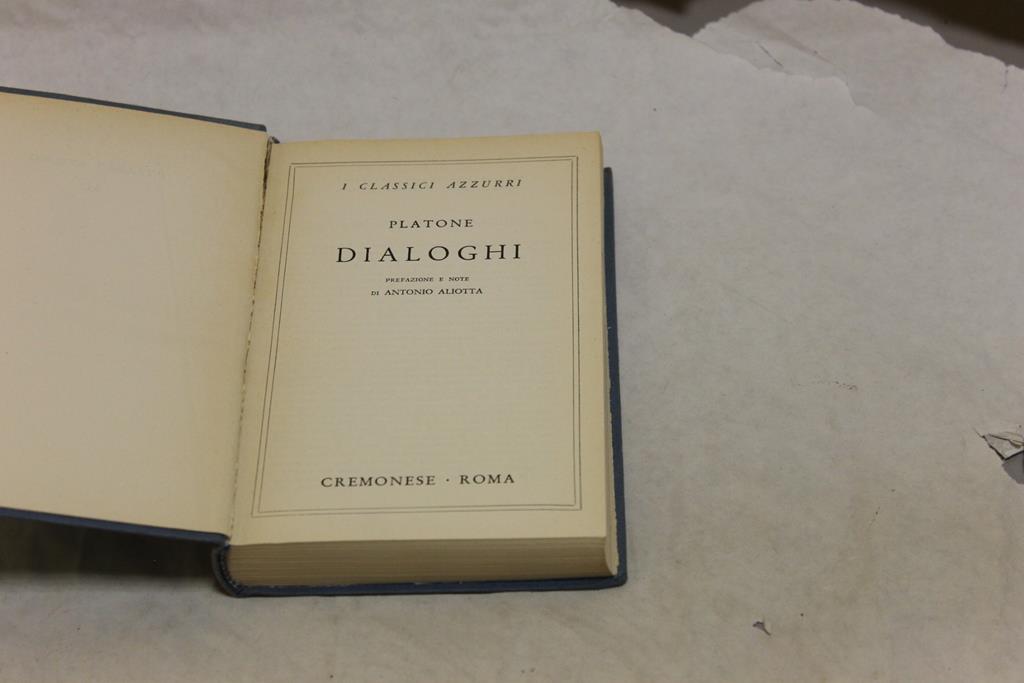 I CLASSICI AZZURRI
PLATONE
DIALOGHI
PREFAZIONE E NOTE
DI ANTONIO ALIOTTA
CREMONESE · ROMA